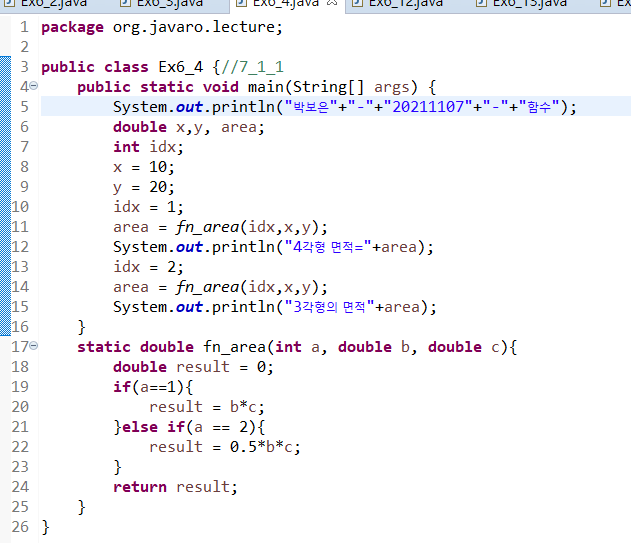 Ex6_2.java Ex6_3.java Ex6_4.java Ex6_12.java Ex6_13.java
1 package org.javaro.lecture;
2
3 public class Ex6_4 {//7_1_1
4 public static void main(String[] args) {
5 System.out.println("박보은"+"-"+"20211107"+"-"+"함수");
6 double x,y, area;
7 int idx;
8 x = 10;
9 y = 20;
10 idx = 1;
11 area = fn_area(idx,x,y);
12 System.out.println("4각형 면적="+area);
13 idx = 2;
14 area = fn_area(idx,x,y);
15 System.out.println("3각형의 면적"+area);
16 }
17 static double fn_area(int a, double b, double c){
18 double result = 0;
19 if(a==1){
20 result = b*c;
21 }else if(a == 2){
22 result = 0.5*b*c;
23 }
24 return result;
25 }
26 }